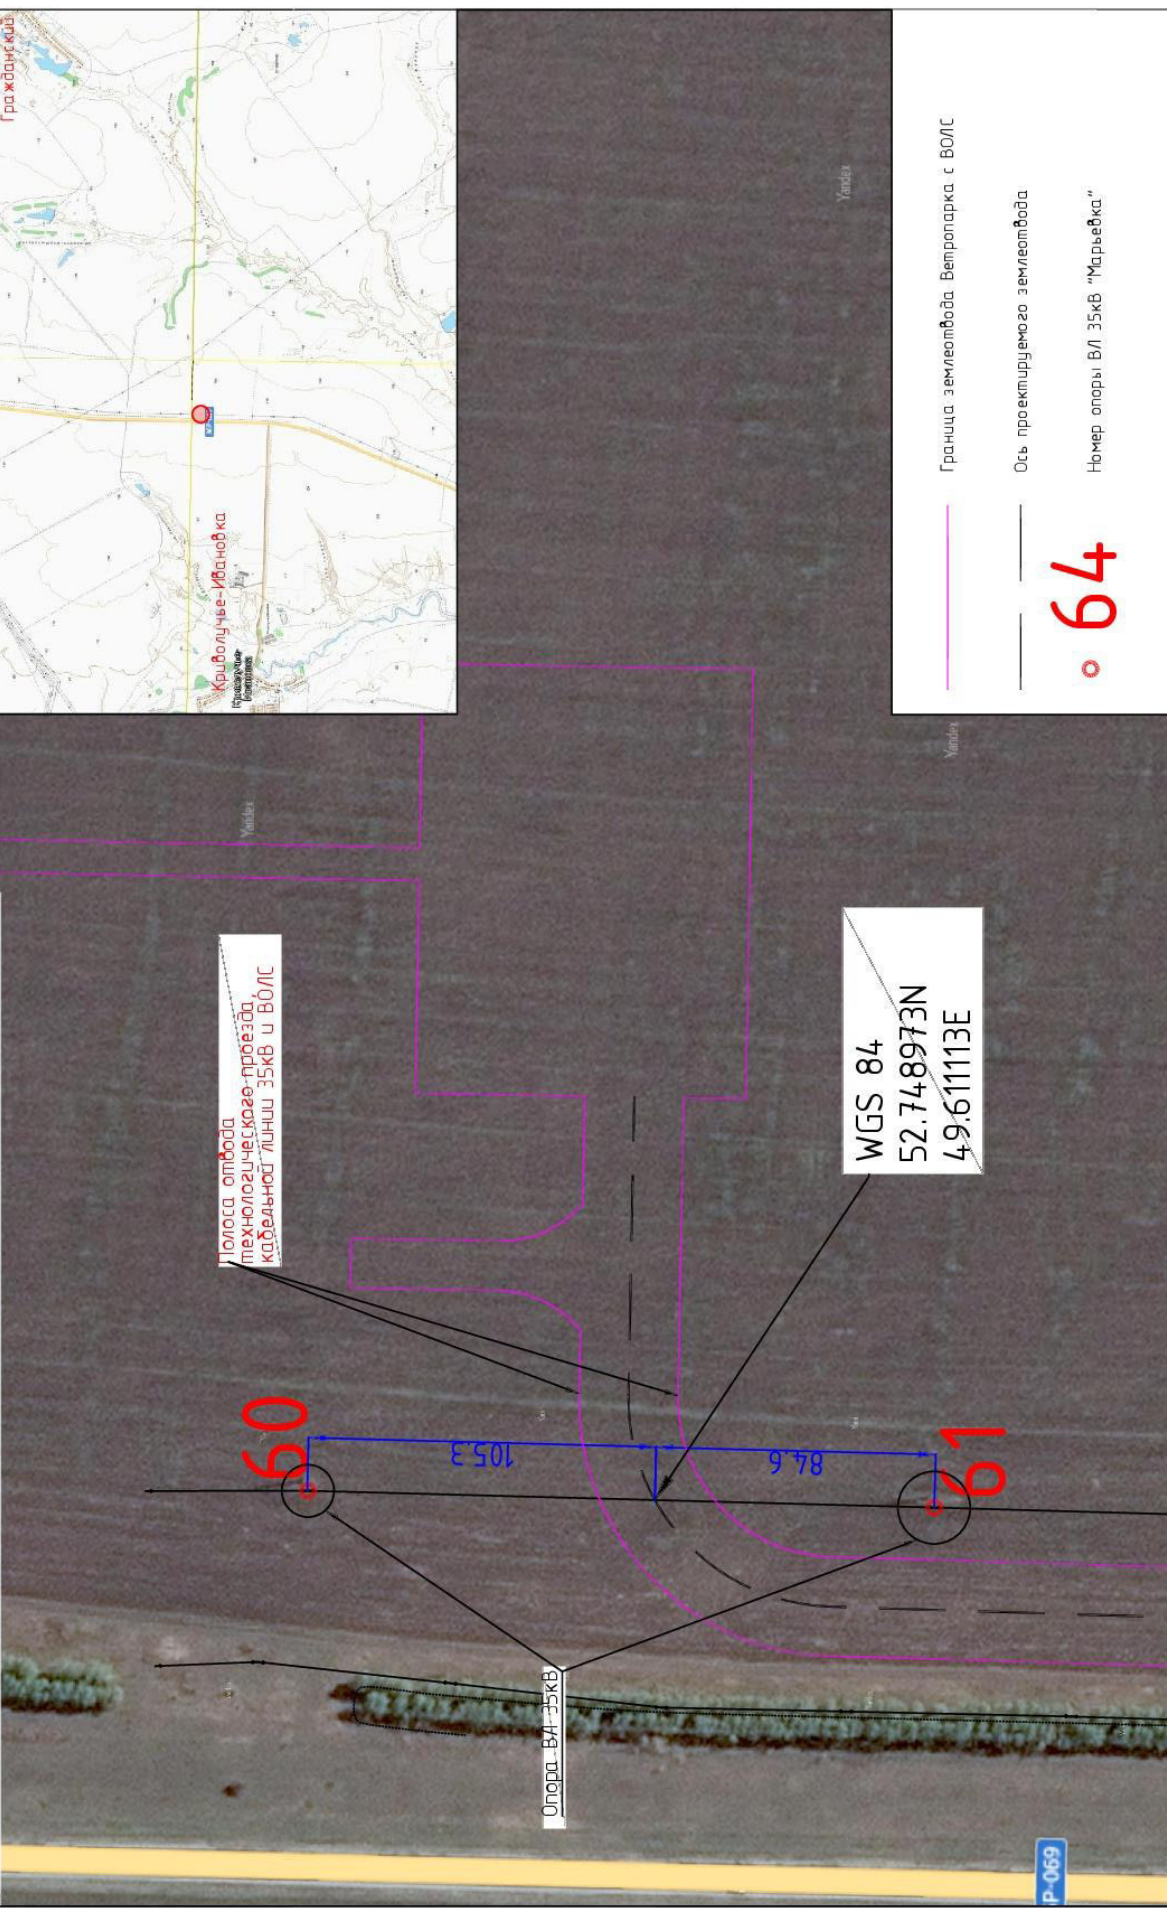 Гражданский
Криволучье-Ивановка
Граница землеотвода Ветропарка с ВОЛС
Ось проектируемого землеотвода
64
Номер опоры ВЛ 35кВ "Марьевка"
Полоса отвода
технологического проезда,
кабельной линии 35кВ и ВОЛС
WGS 84
52.748973N
49.611113E
60
105.3
84.6
61
Опора ВЛ 35кВ
Р-069
Yandex
Yandex
Yandex